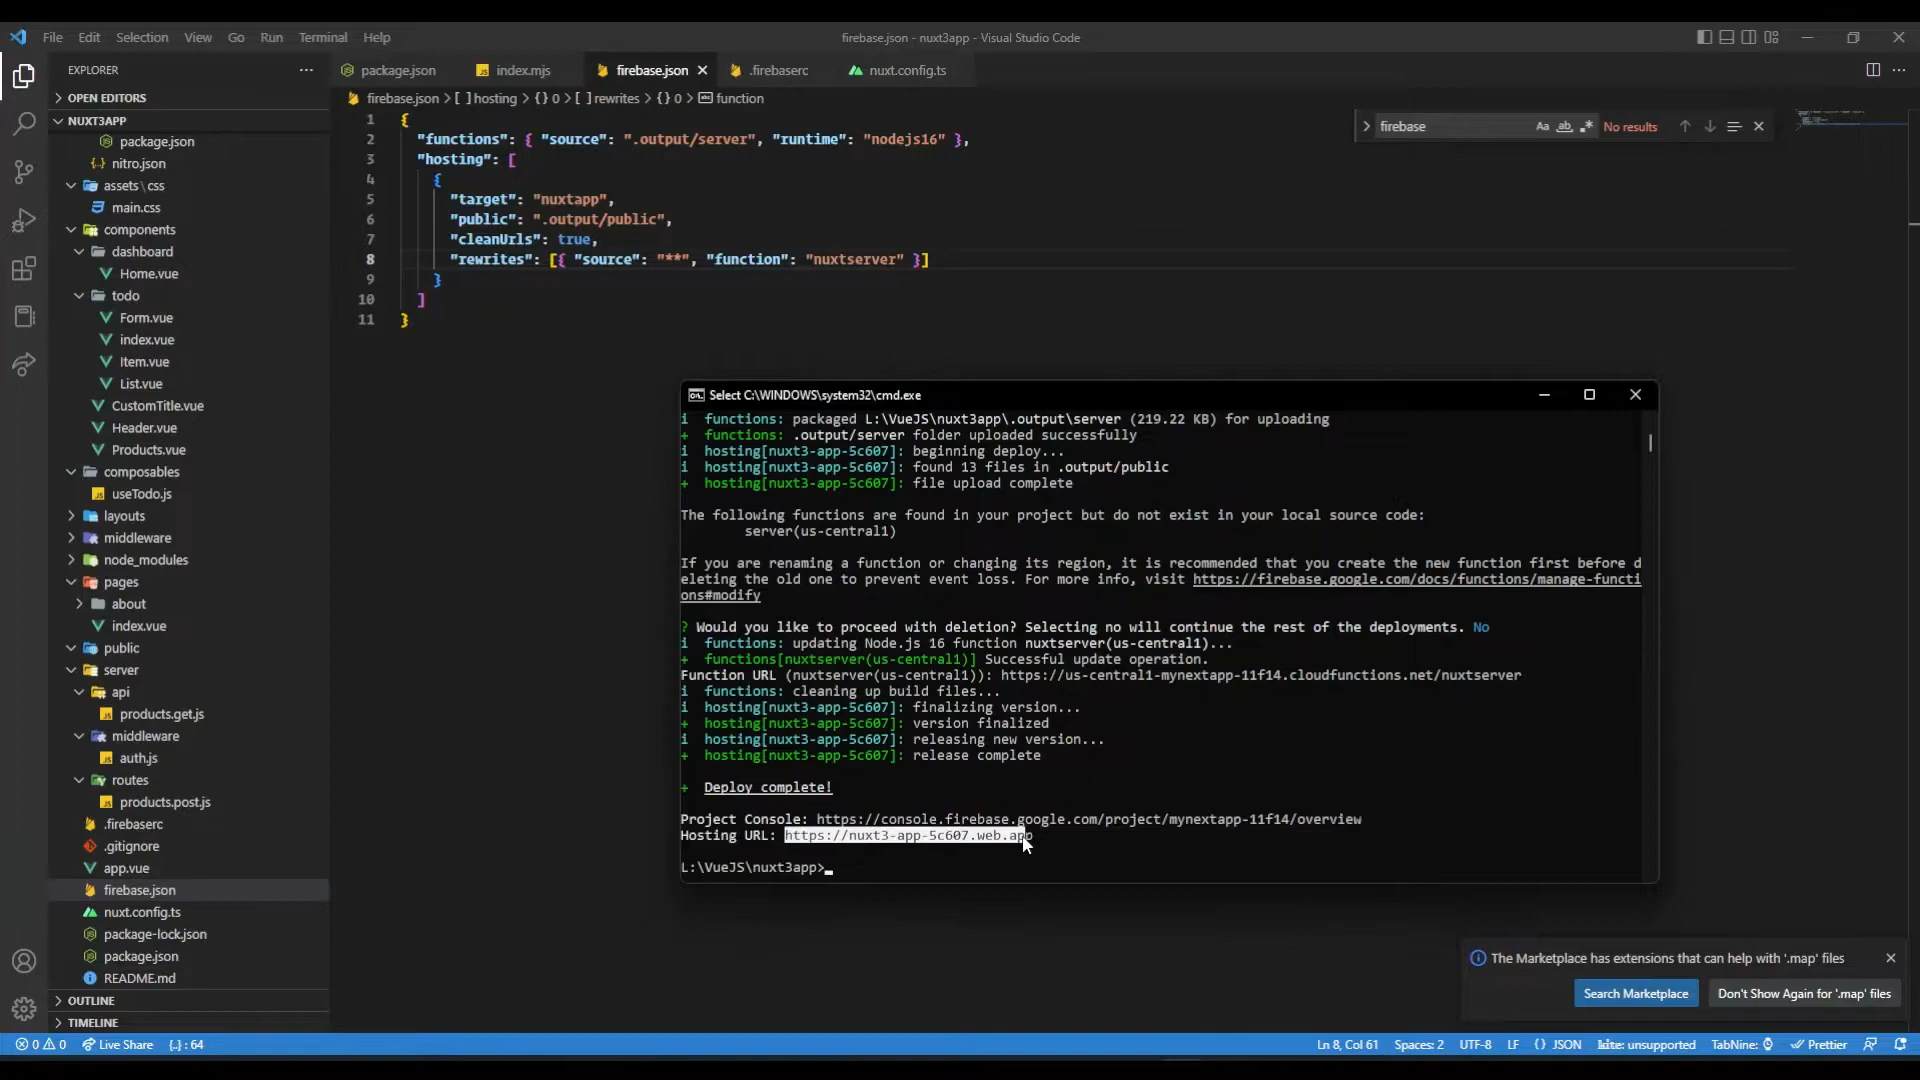 File Edit Selection View Go Run Terminal Help
firebase.json - nuxt3app - Visual Studio Code
EXPLORER
OPEN EDITORS
NUXT3APP
package.json
nitro.json
assets \ css
main.css
components
dashboard
Home.vue
todo
Form.vue
index.vue
Item.vue
List.vue
CustomTitle.vue
Header.vue
Products.vue
composables
useTodo.js
layouts
middleware
node_modules
pages
about
index.vue
public
server
api
products.get.js
middleware
auth.js
routes
products.post.js
.firebaserc
.gitignore
app.vue
firebase.json
nuxt.config.ts
package-lock.json
package.json
README.md
OUTLINE
TIMELINE
package.json index.mjs firebase.json .firebaserc nuxt.config.ts
firebase.json > [ ] hosting > {} 0 > [ ] rewrites > {} 0 > function
firebase Aa ab No results
1 {
2 "functions": { "source": ".output/server", "runtime": "nodejs16" },
3 "hosting": [
4 {
5 "target": "nuxtapp",
6 "public": ".output/public",
7 "cleanUrls": true,
8 "rewrites": [{ "source": "**", "function": "nuxtserver" }]
9 }
10 ]
11 }
Select C:\WINDOWS\system32\cmd.exe
i functions: packaged L:\VueJS\nuxt3app\.output\server (219.22 KB) for uploading
+ functions: .output/server folder uploaded successfully
i hosting[nuxt3-app-5c607]: beginning deploy...
i hosting[nuxt3-app-5c607]: found 13 files in .output/public
+ hosting[nuxt3-app-5c607]: file upload complete
The following functions are found in your project but do not exist in your local source code:
server(us-central1)
If you are renaming a function or changing its region, it is recommended that you create the new function first before d
eleting the old one to prevent event loss. For more info, visit https://firebase.google.com/docs/functions/manage-functi
ons#modify
? Would you like to proceed with deletion? Selecting no will continue the rest of the deployments. No
i functions: updating Node.js 16 function nuxtserver(us-central1)...
+ functions[nuxtserver(us-central1)] Successful update operation.
Function URL (nuxtserver(us-central1)): https://us-central1-mynextapp-11f14.cloudfunctions.net/nuxtserver
i functions: cleaning up build files...
i hosting[nuxt3-app-5c607]: finalizing version...
+ hosting[nuxt3-app-5c607]: version finalized
i hosting[nuxt3-app-5c607]: releasing new version...
+ hosting[nuxt3-app-5c607]: release complete
+ Deploy complete!
Project Console: https://console.firebase.google.com/project/mynextapp-11f14/overview
Hosting URL: https://nuxt3-app-5c607.web.app
L:\VueJS\nuxt3app>
The Marketplace has extensions that can help with '.map' files
Search Marketplace Don't Show Again for '.map' files
0 0 Live Share {..} : 64 Ln 8, Col 61 Spaces: 2 UTF-8 LF {} JSON kite: unsupported TabNine: Prettier